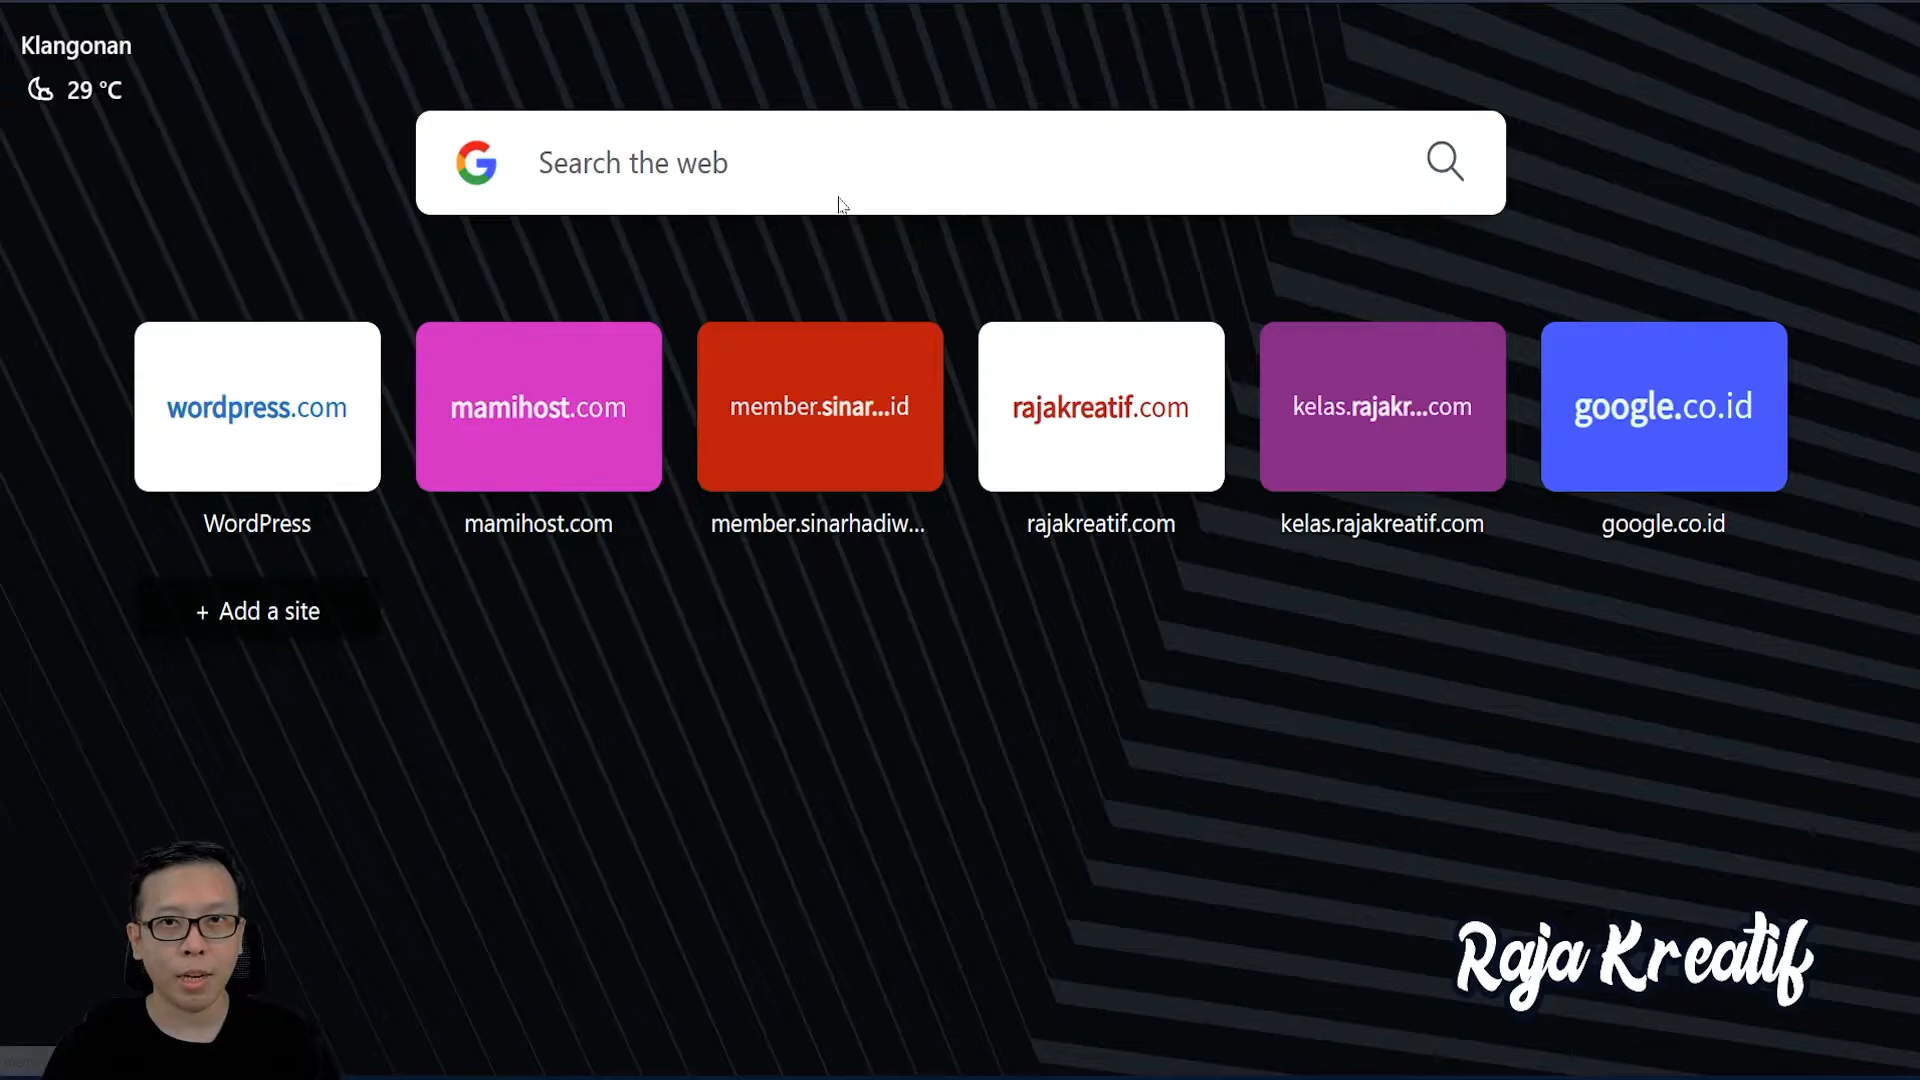 Klangonan
29 °C
Search the web
wordpress.com
mamihost.com
member.sinar...id
rajakreatif.com
kelas.rajakr...com
google.co.id
WordPress
mamihost.com
member.sinarhadiw...
rajakreatif.com
kelas.rajakreatif.com
google.co.id
+ Add a site
Raja Kreatif